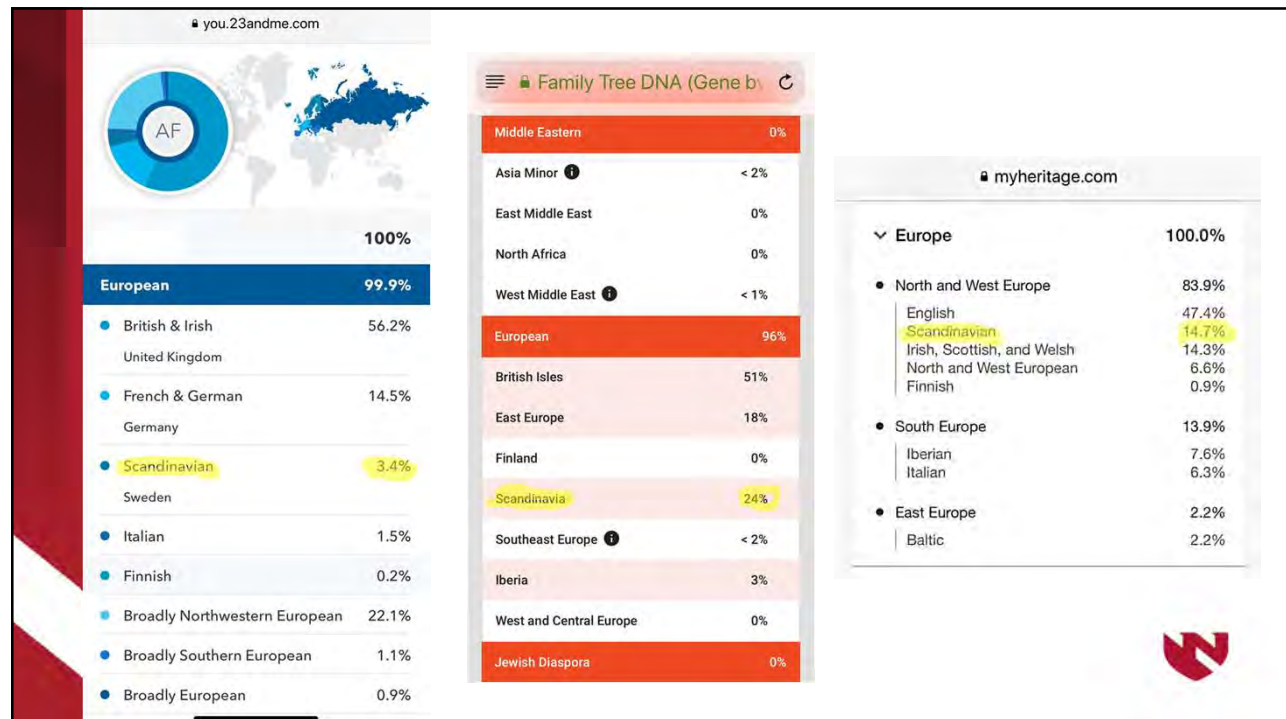 you.23andme.com
AF
100%
European 99.9%
British & Irish 56.2%
United Kingdom
French & German 14.5%
Germany
Scandinavian 3.4%
Sweden
Italian 1.5%
Finnish 0.2%
Broadly Northwestern European 22.1%
Broadly Southern European 1.1%
Broadly European 0.9%
Family Tree DNA (Gene by
Middle Eastern 0%
Asia Minor < 2%
East Middle East 0%
North Africa 0%
West Middle East < 1%
European 96%
British Isles 51%
East Europe 18%
Finland 0%
Scandinavia 24%
Southeast Europe < 2%
Iberia 3%
West and Central Europe 0%
Jewish Diaspora 0%
myheritage.com
Europe 100.0%
North and West Europe 83.9%
English 47.4%
Scandinavian 14.7%
Irish, Scottish, and Welsh 14.3%
North and West European 6.6%
Finnish 0.9%
South Europe 13.9%
Iberian 7.6%
Italian 6.3%
East Europe 2.2%
Baltic 2.2%
N